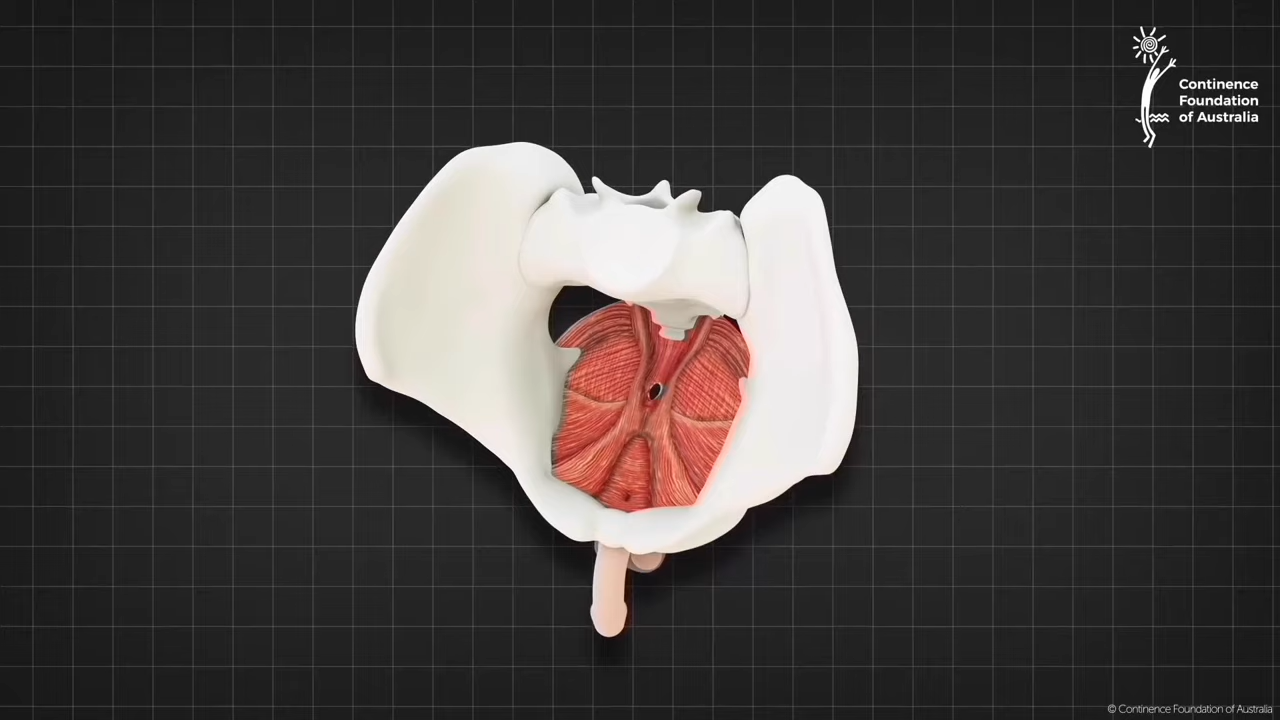 Continence
Foundation
of Australia
© Continence Foundation of Australia